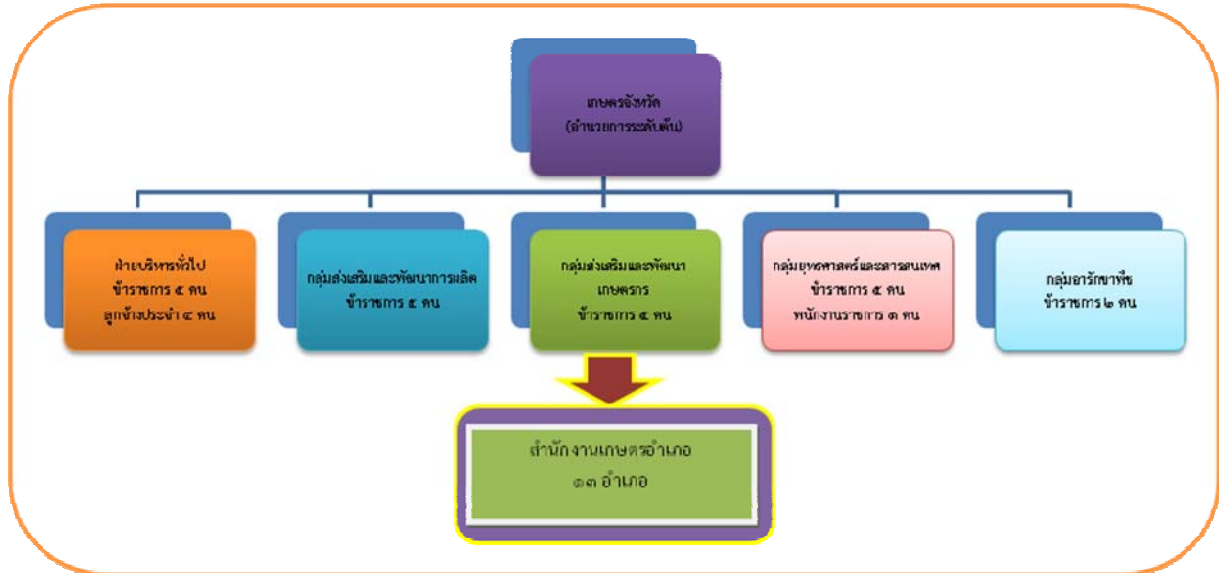 เกษตรจังหวัด
(อำนวยการระดับต้น)
ฝ่ายบริหารทั่วไป
ข้าราชการ ๕ คน
ลูกจ้างประจำ ๔ คน
กลุ่มส่งเสริมและพัฒนาการผลิต
ข้าราชการ ๕ คน
กลุ่มส่งเสริมและพัฒนา
เกษตรกร
ข้าราชการ ๕ คน
กลุ่มยุทธศาสตร์และสารสนเทศ
ข้าราชการ ๕ คน
พนักงานราชการ ๑ คน
กลุ่มอารักขาพืช
ข้าราชการ ๒ คน
สำนักงานเกษตรอำเภอ
๑๓ อำเภอ